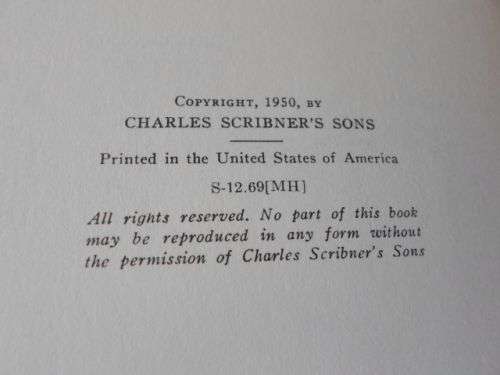 COPYRIGHT, 1950, BY
CHARLES SCRIBNER'S SONS
Printed in the United States of America
S-12.69[MH]
All rights reserved. No part of this book
may be reproduced in any form without
the permission of Charles Scribner's Sons